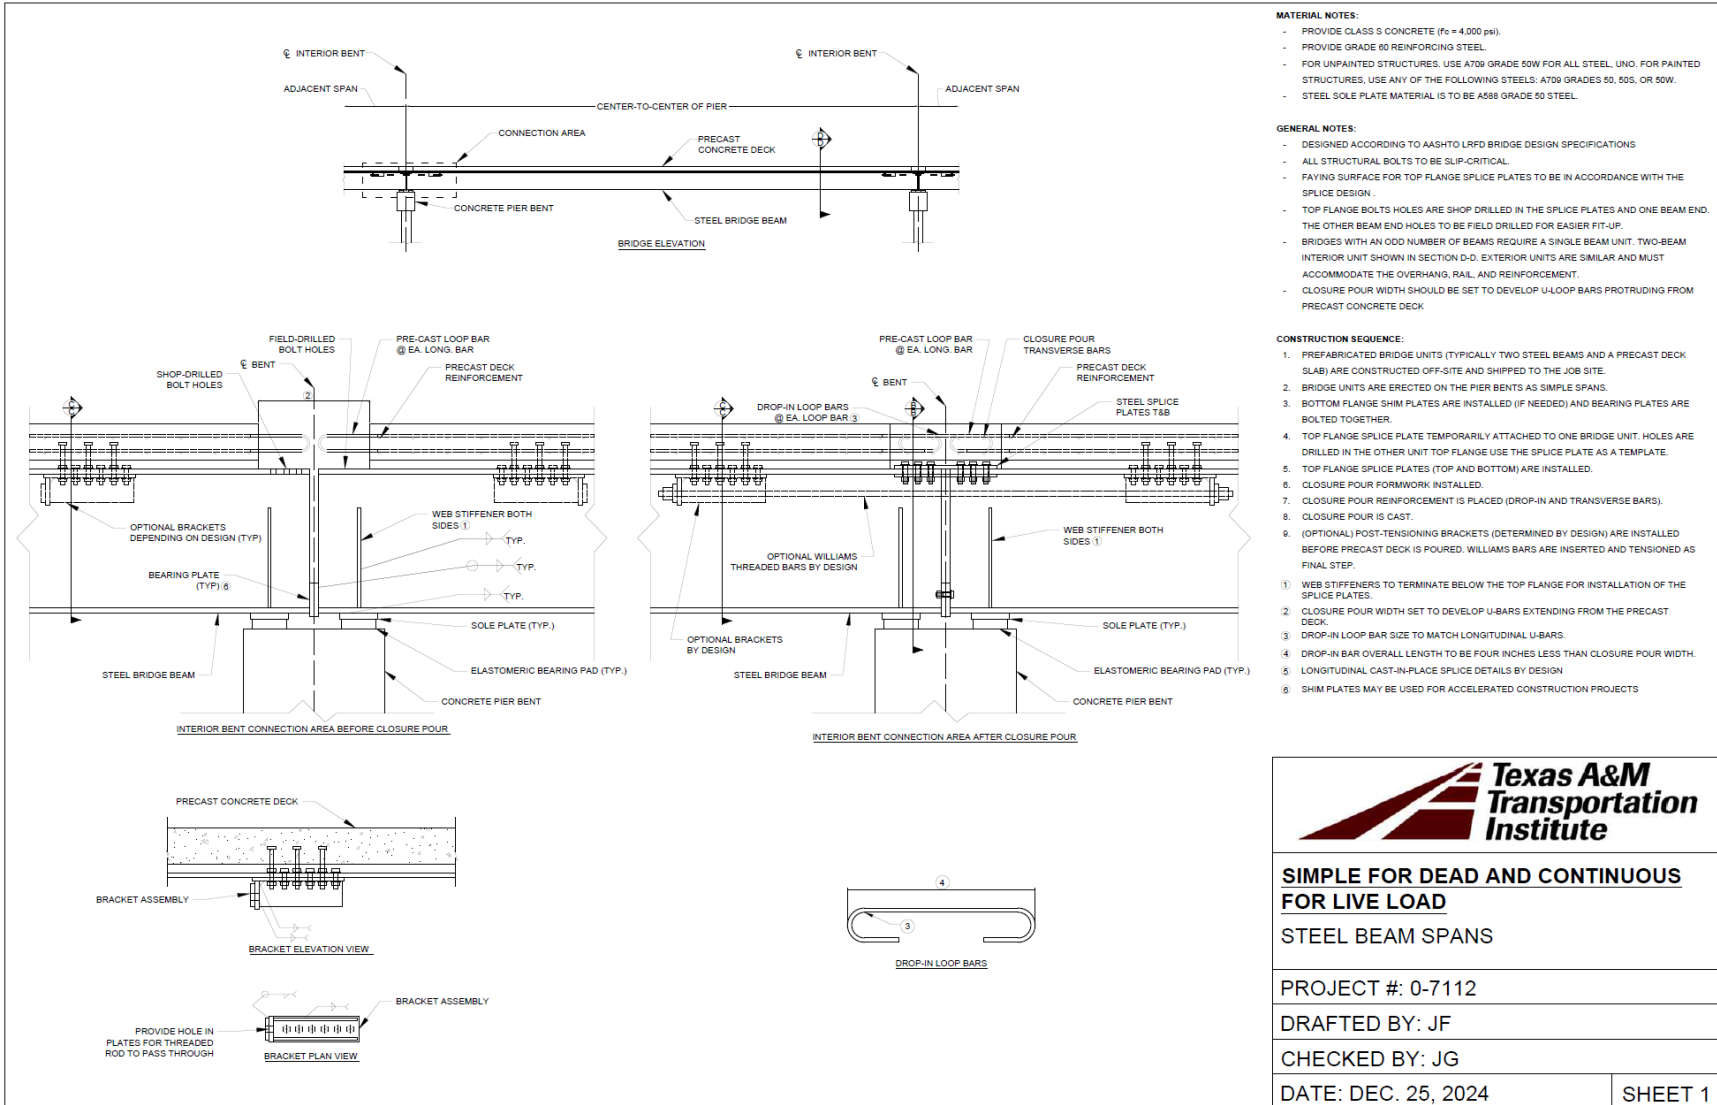 ℄ INTERIOR BENT
℄ INTERIOR BENT
ADJACENT SPAN
CENTER-TO-CENTER OF PIER
ADJACENT SPAN
CONNECTION AREA
PRECAST
CONCRETE DECK
D
D
CONCRETE PIER BENT
STEEL BRIDGE BEAM
BRIDGE ELEVATION
FIELD-DRILLED
BOLT HOLES
PRE-CAST LOOP BAR
@ EA. LONG. BAR
℄ BENT
SHOP-DRILLED
BOLT HOLES
PRECAST DECK
REINFORCEMENT
②
C
C
OPTIONAL BRACKETS
DEPENDING ON DESIGN (TYP)
WEB STIFFENER BOTH
SIDES ①
TYP.
TYP.
TYP.
BEARING PLATE
(TYP) ⑥
SOLE PLATE (TYP.)
STEEL BRIDGE BEAM
ELASTOMERIC BEARING PAD (TYP.)
CONCRETE PIER BENT
INTERIOR BENT CONNECTION AREA BEFORE CLOSURE POUR
PRE-CAST LOOP BAR
@ EA. LONG. BAR
CLOSURE POUR
TRANSVERSE BARS
℄ BENT
PRECAST DECK
REINFORCEMENT
C
C
DROP-IN LOOP BARS
@ EA. LOOP BAR ③
B
B
STEEL SPLICE
PLATES T&B
WEB STIFFENER BOTH
SIDES ①
OPTIONAL WILLIAMS
THREADED BARS BY DESIGN
OPTIONAL BRACKETS
BY DESIGN
SOLE PLATE (TYP.)
STEEL BRIDGE BEAM
ELASTOMERIC BEARING PAD (TYP.)
CONCRETE PIER BENT
INTERIOR BENT CONNECTION AREA AFTER CLOSURE POUR
PRECAST CONCRETE DECK
BRACKET ASSEMBLY
BRACKET ELEVATION VIEW
BRACKET ASSEMBLY
PROVIDE HOLE IN
PLATES FOR THREADED
ROD TO PASS THROUGH
BRACKET PLAN VIEW
④
③
DROP-IN LOOP BARS
MATERIAL NOTES:
- PROVIDE CLASS S CONCRETE (f'c = 4,000 psi).
- PROVIDE GRADE 60 REINFORCING STEEL.
- FOR UNPAINTED STRUCTURES. USE A709 GRADE 50W FOR ALL STEEL, UNO. FOR PAINTED
STRUCTURES, USE ANY OF THE FOLLOWING STEELS: A709 GRADES 50, 50S, OR 50W.
- STEEL SOLE PLATE MATERIAL IS TO BE A588 GRADE 50 STEEL.
GENERAL NOTES:
- DESIGNED ACCORDING TO AASHTO LRFD BRIDGE DESIGN SPECIFICATIONS
- ALL STRUCTURAL BOLTS TO BE SLIP-CRITICAL.
- FAYING SURFACE FOR TOP FLANGE SPLICE PLATES TO BE IN ACCORDANCE WITH THE
SPLICE DESIGN .
- TOP FLANGE BOLTS HOLES ARE SHOP DRILLED IN THE SPLICE PLATES AND ONE BEAM END.
THE OTHER BEAM END HOLES TO BE FIELD DRILLED FOR EASIER FIT-UP.
- BRIDGES WITH AN ODD NUMBER OF BEAMS REQUIRE A SINGLE BEAM UNIT. TWO-BEAM
INTERIOR UNIT SHOWN IN SECTION D-D. EXTERIOR UNITS ARE SIMILAR AND MUST
ACCOMMODATE THE OVERHANG, RAIL, AND REINFORCEMENT.
- CLOSURE POUR WIDTH SHOULD BE SET TO DEVELOP U-LOOP BARS PROTRUDING FROM
PRECAST CONCRETE DECK
CONSTRUCTION SEQUENCE:
1. PREFABRICATED BRIDGE UNITS (TYPICALLY TWO STEEL BEAMS AND A PRECAST DECK
SLAB) ARE CONSTRUCTED OFF-SITE AND SHIPPED TO THE JOB SITE.
2. BRIDGE UNITS ARE ERECTED ON THE PIER BENTS AS SIMPLE SPANS.
3. BOTTOM FLANGE SHIM PLATES ARE INSTALLED (IF NEEDED) AND BEARING PLATES ARE
BOLTED TOGETHER.
4. TOP FLANGE SPLICE PLATE TEMPORARILY ATTACHED TO ONE BRIDGE UNIT. HOLES ARE
DRILLED IN THE OTHER UNIT TOP FLANGE USE THE SPLICE PLATE AS A TEMPLATE.
5. TOP FLANGE SPLICE PLATES (TOP AND BOTTOM) ARE INSTALLED.
6. CLOSURE POUR FORMWORK INSTALLED.
7. CLOSURE POUR REINFORCEMENT IS PLACED (DROP-IN AND TRANSVERSE BARS).
8. CLOSURE POUR IS CAST.
9. (OPTIONAL) POST-TENSIONING BRACKETS (DETERMINED BY DESIGN) ARE INSTALLED
BEFORE PRECAST DECK IS POURED. WILLIAMS BARS ARE INSERTED AND TENSIONED AS
FINAL STEP.
① WEB STIFFENERS TO TERMINATE BELOW THE TOP FLANGE FOR INSTALLATION OF THE
SPLICE PLATES.
② CLOSURE POUR WIDTH SET TO DEVELOP U-BARS EXTENDING FROM THE PRECAST
DECK.
③ DROP-IN LOOP BAR SIZE TO MATCH LONGITUDINAL U-BARS.
④ DROP-IN BAR OVERALL LENGTH TO BE FOUR INCHES LESS THAN CLOSURE POUR WIDTH.
⑤ LONGITUDINAL CAST-IN-PLACE SPLICE DETAILS BY DESIGN
⑥ SHIM PLATES MAY BE USED FOR ACCELERATED CONSTRUCTION PROJECTS
Texas A&M
Transportation
Institute
SIMPLE FOR DEAD AND CONTINUOUS
FOR LIVE LOAD
STEEL BEAM SPANS
PROJECT #: 0-7112
DRAFTED BY: JF
CHECKED BY: JG
DATE: DEC. 25, 2024
SHEET 1